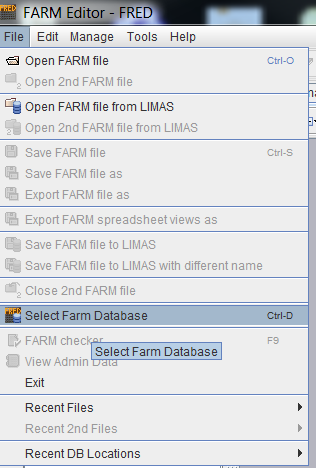 FRED FARM Editor - FRED
File Edit Manage Tools Help
Open FARM file Ctrl-O
Open 2nd FARM file
Open FARM file from LIMAS
Open 2nd FARM file from LIMAS
Save FARM file Ctrl-S
Save FARM file as
Export FARM file as
Export FARM spreadsheet views as
Save FARM file to LIMAS
Save FARM file to LIMAS with different name
Close 2nd FARM file
Select Farm Database Ctrl-D
FARM checker F9
Select Farm Database
View Admin Data
Exit
Recent Files
Recent 2nd Files
Recent DB Locations